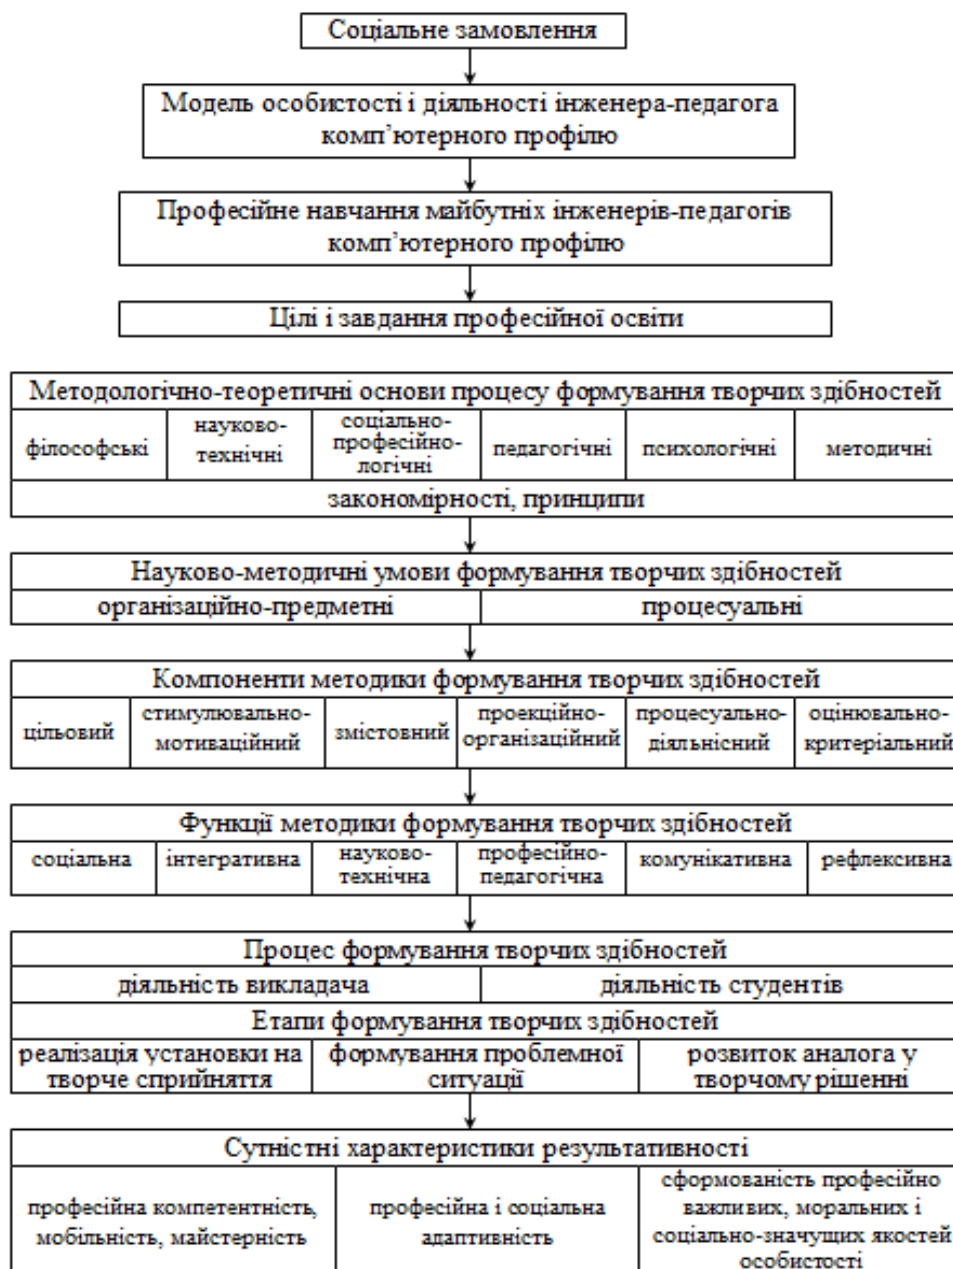 Соціальне замовлення
Модель особистості і діяльності інженера-педагога
комп’ютерного профілю
Професійне навчання майбутніх інженерів-педагогів
комп’ютерного профілю
Цілі і завдання професійної освіти
Методологічно-теоретичні основи процесу формування творчих здібностей
філософські
науково-
технічні
соціально-
професійно-
логічні
педагогічні
психологічні
методичні
закономірності, принципи
Науково-методичні умови формування творчих здібностей
організаційно-предметні
процесуальні
Компоненти методики формування творчих здібностей
цільовий
стимулювально-
мотиваційний
змістовний
проекційно-
організаційний
процесуально-
діяльнісний
оцінювально-
критеріальний
Функції методики формування творчих здібностей
соціальна
інтегративна
науково-
технічна
професійно-
педагогічна
комунікативна
рефлексивна
Процес формування творчих здібностей
діяльність викладача
діяльність студентів
Етапи формування творчих здібностей
реалізація установки на
творче сприйняття
формування проблемної
ситуації
розвиток аналога у
творчому рішенні
Сутністні характеристики результативності
професійна компетентність,
мобільність, майстерність
професійна і соціальна
адаптивність
сформованість професійно
важливих, моральних і
соціально-значущих якостей
особистості